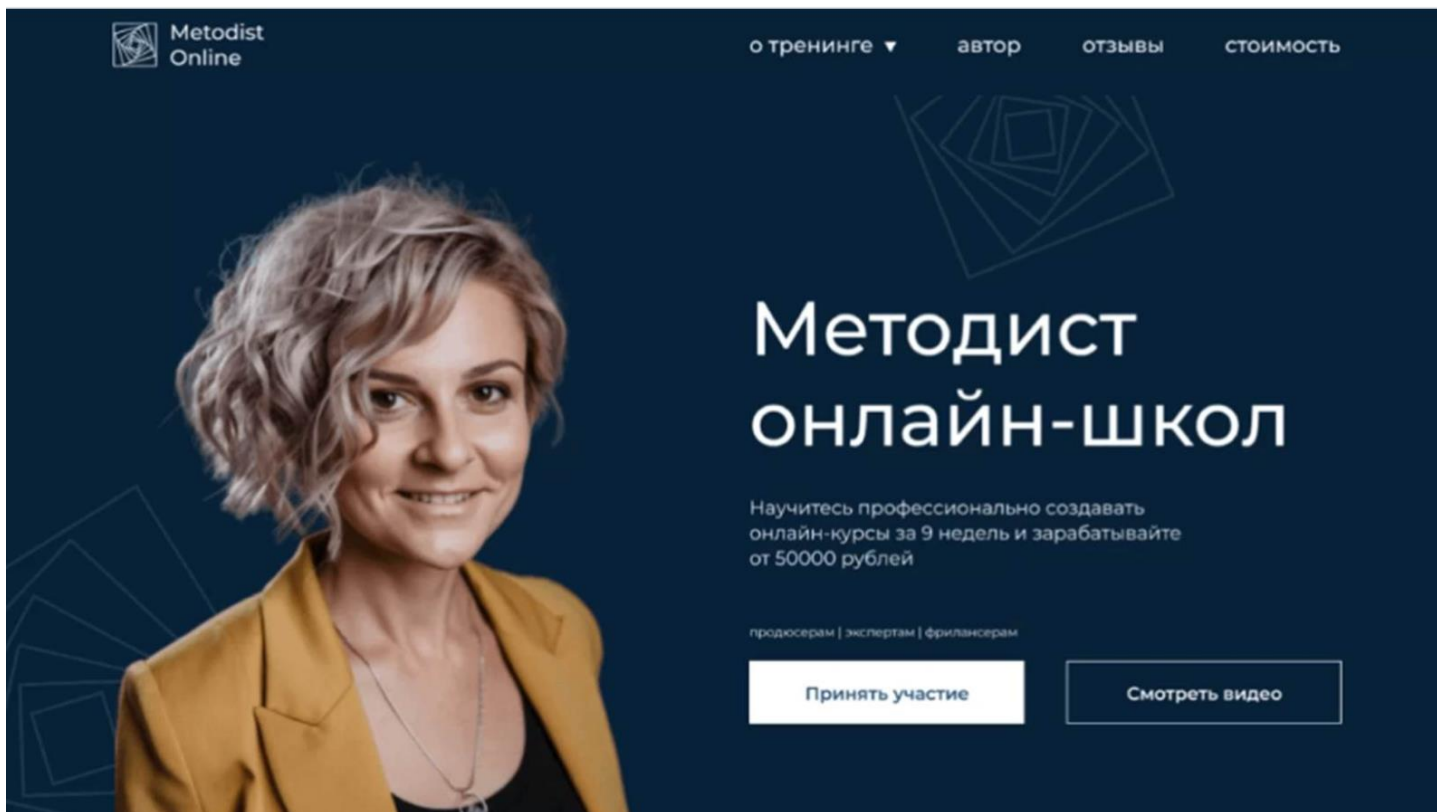 Metodist
Online
о тренинге ▼ автор отзывы стоимость
Методист
онлайн-школ
Научитесь профессионально создавать
онлайн-курсы за 9 недель и зарабатывайте
от 50000 рублей
продюсерам | экспертам | фрилансерам
Принять участие Смотреть видео